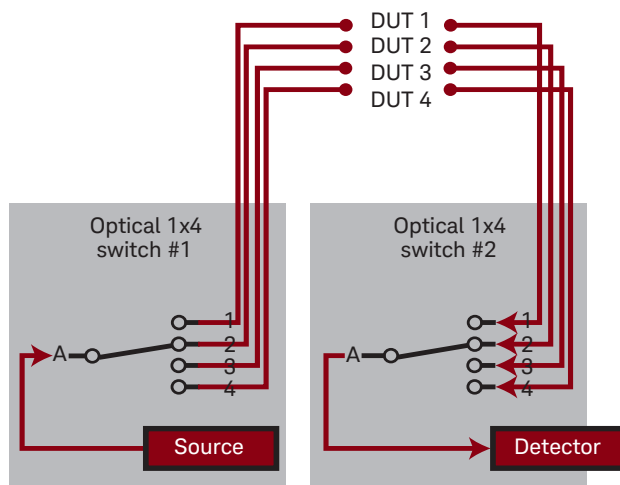 DUT 1
DUT 2
DUT 3
DUT 4
Optical 1x4
switch #1
A
1
2
3
4
Source
Optical 1x4
switch #2
A
1
2
3
4
Detector